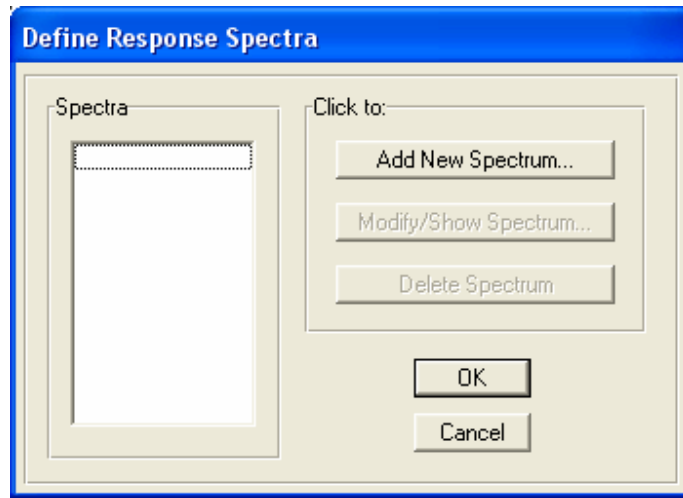 Define Response Spectra
Spectra
Click to:
Add New Spectrum...
Modify/Show Spectrum...
Delete Spectrum
OK
Cancel